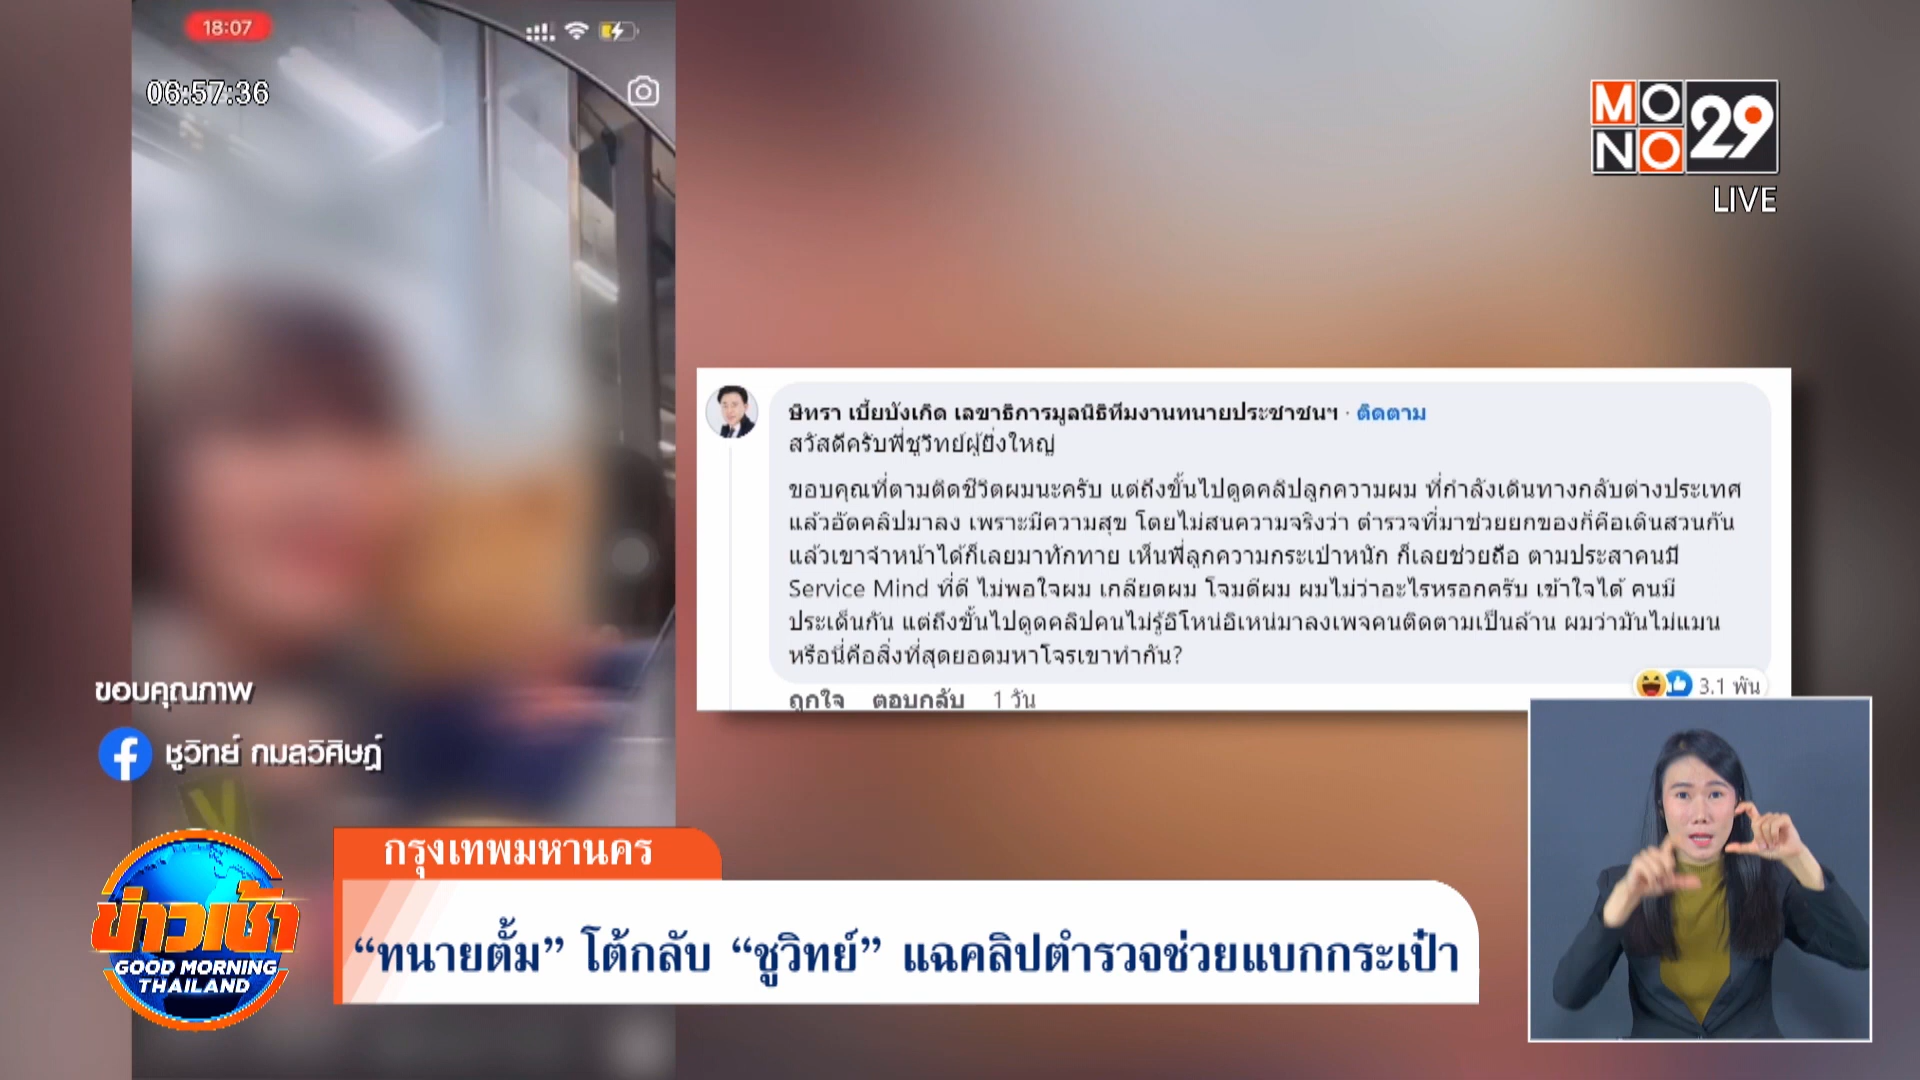 18:07
06:57:36
MONO 29
LIVE
ษิทรา เบี้ยบังเกิด เลขาธิการมูลนิธิทีมงานทนายประชาชนฯ · ติดตาม
สวัสดีครับพี่ชูวิทย์ผู้ยิ่งใหญ่
ขอบคุณที่ตามติดชีวิตผมนะครับ แต่ถึงขั้นไปดูดคลิปลูกความผม ที่กำลังเดินทางกลับต่างประเทศ
แล้วอัดคลิปมาลง เพราะมีความสุข โดยไม่สนความจริงว่า ตำรวจที่มาช่วยยกของก็คือเดินสวนกัน
แล้วเขาจำหน้าได้ก็เลยมาทักทาย เห็นพี่ลูกความกระเป๋าหนัก ก็เลยช่วยถือ ตามประสาคนมี
Service Mind ที่ดี ไม่พอใจผม เกลียดผม โจมตีผม ผมไม่ว่าอะไรหรอกครับ เข้าใจได้ คนมี
ประเด็นกัน แต่ถึงขั้นไปดูดคลิปคนไม่รู้อิโหน่อิเหน่มาลงเพจคนติดตามเป็นล้าน ผมว่ามันไม่แมน
หรือนี่คือสิ่งที่สุดยอดมหาโจรเขาทำกัน?
ถูกใจ ตอบกลับ 1 วัน
3.1 พัน
ขอบคุณภาพ
ชูวิทย์ กมลวิศิษฎ์
กรุงเทพมหานคร
“ทนายตั้ม” โต้กลับ “ชูวิทย์” แฉคลิปตำรวจช่วยแบกกระเป๋า
ข่าวเช้า
GOOD MORNING
THAILAND